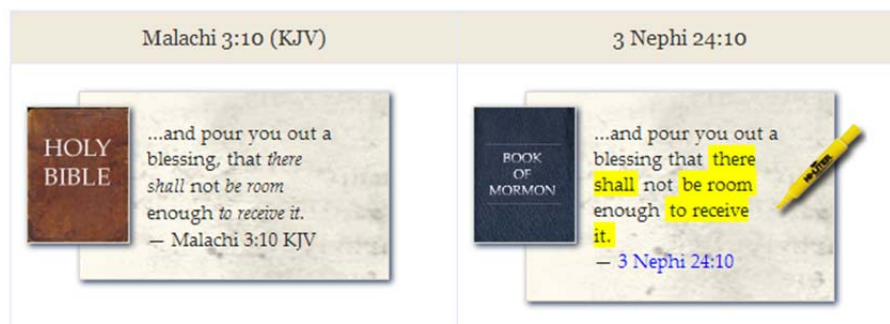 Malachi 3:10 (KJV)
3 Nephi 24:10
HOLY
BIBLE
...and pour you out a
blessing, that there
shall not be room
enough to receive it.
— Malachi 3:10 KJV
BOOK
OF
MORMON
...and pour you out a
blessing that there
shall not be room
enough to receive
it.
— 3 Nephi 24:10
HI-LITER